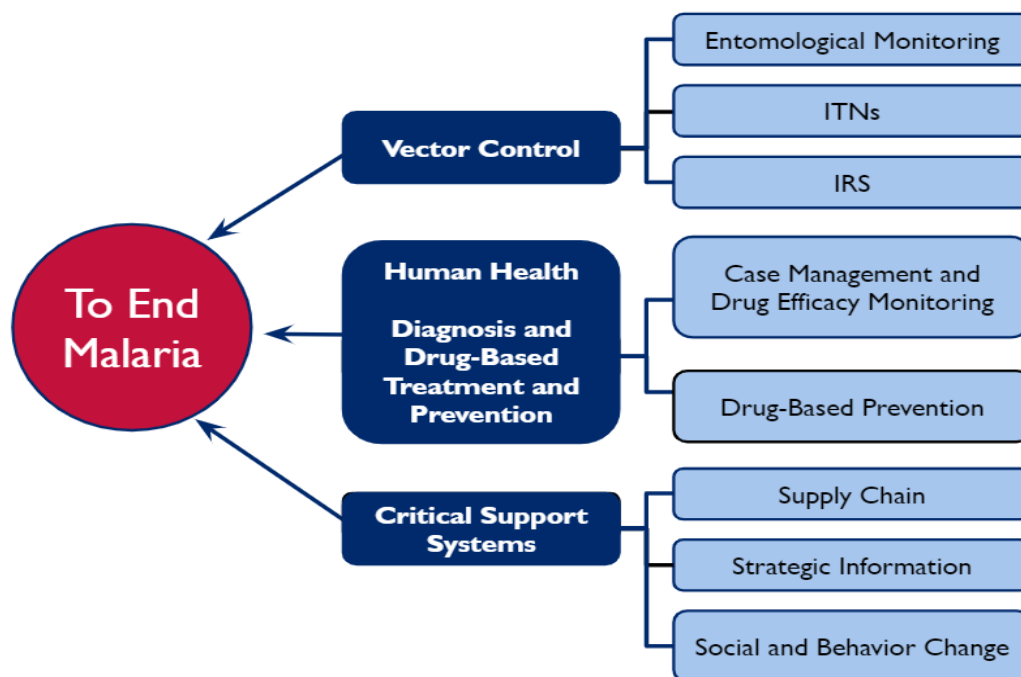 To End
Malaria
Vector Control
Entomological Monitoring
ITNs
IRS
Human Health
Diagnosis and
Drug-Based
Treatment and
Prevention
Case Management and
Drug Efficacy Monitoring
Drug-Based Prevention
Critical Support
Systems
Supply Chain
Strategic Information
Social and Behavior Change